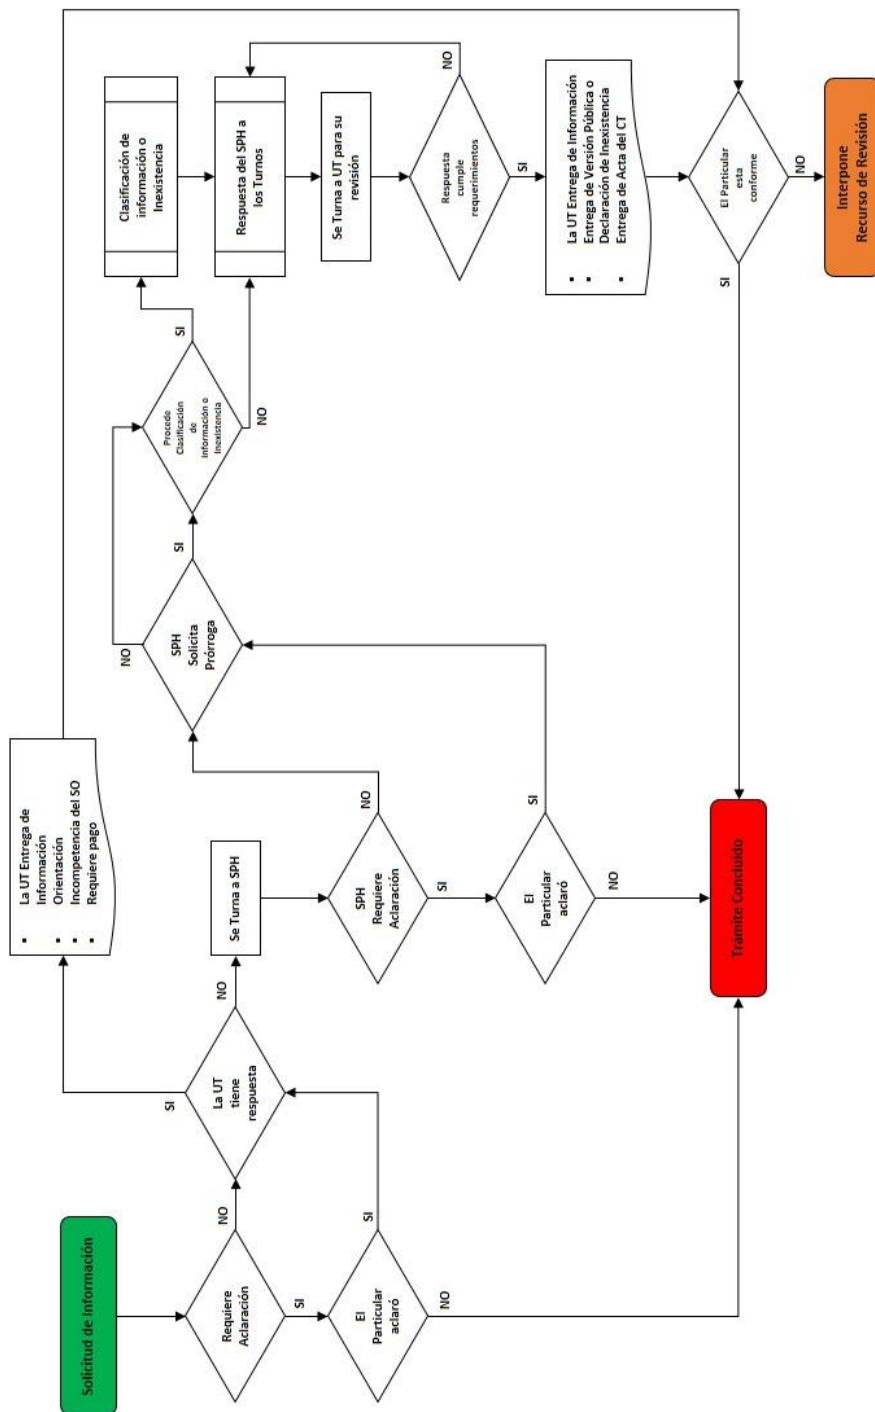 Solicitud de Información
Requiere
Aclaración
NO
SI
El
Particular
aclaró
SI
NO
La UT
tiene
respuesta
SI
NO
▪ La UT Entrega de
Información
▪ Orientación
▪ Incompetencia del SO
▪ Requiere pago
Se Turna a SPH
SPH
Requiere
Aclaración
NO
SI
El
Particular
aclaró
SI
NO
Trámite Concluido
SPH
Solicita
Prórroga
NO
SI
Procede
Clasificación
de
Información o
Inexistencia
SI
NO
Clasificación de
información o
Inexistencia
Respuesta del SPH a
los Turnos
Se Turna a UT para su
revisión
Respuesta
cumple
requerimientos
NO
SI
▪ La UT Entrega de Información
▪ Entrega de Versión Pública o
Declaración de Inexistencia
▪ Entrega de Acta del CT
El Particular
esta
conforme
SI
NO
Interpone
Recurso de Revisión